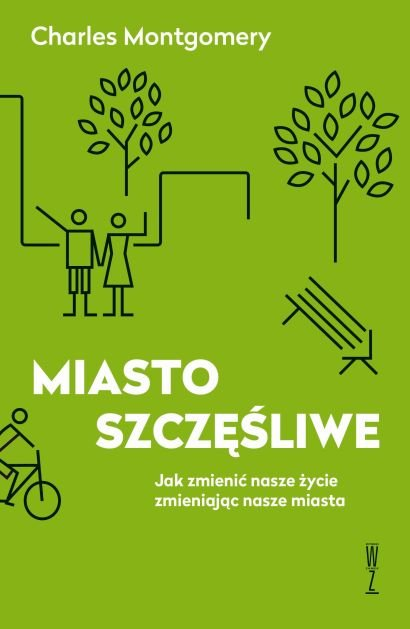 Charles Montgomery
MIASTO
SZCZĘŚLIWE
Jak zmienić nasze życie
zmieniając nasze miasta
W
Z